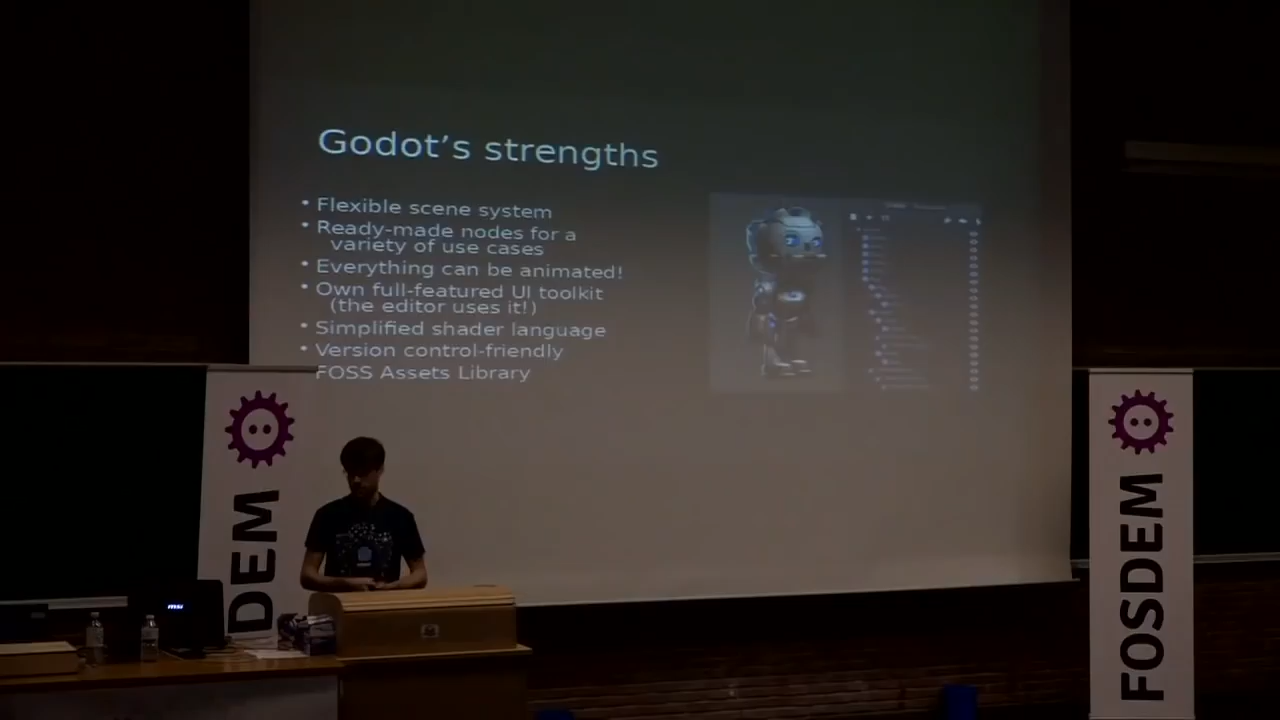 Godot's strengths
• Flexible scene system
• Ready-made nodes for a
variety of use cases
• Everything can be animated!
• Own full-featured UI toolkit
(the editor uses it!)
• Simplified shader language
• Version control-friendly
FOSS Assets Library
DEM
msi
FOSDEM